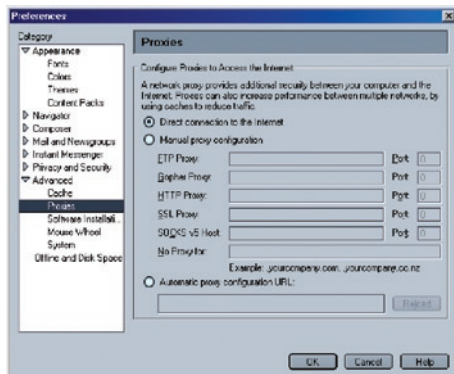 Preferences
Category
Appearance
Fonts
Colors
Themes
Content Packs
Navigator
Composer
Mail and Newsgroups
Instant Messenger
Privacy and Security
Advanced
Cache
Proxies
Software Installati..
Mouse Wheel
System
Offline and Disk Space
Proxies
Configure Proxies to Access the Internet
A network proxy provides additional security between your computer and the
Internet. Proxies can also increase performance between multiple networks, by
using caches to reduce traffic.
Direct connection to the Internet
Manual proxy configuration
FTP Proxy: Port: 0
Gopher Proxy: Port: 0
HTTP Proxy: Port: 0
SSL Proxy: Port: 0
SOCKS v5 Host: Port: 0
No Proxy for:
Example: .yourcompany.com, .yourcompany.co.nz
Automatic proxy configuration URL:
Reload
OK Cancel Help